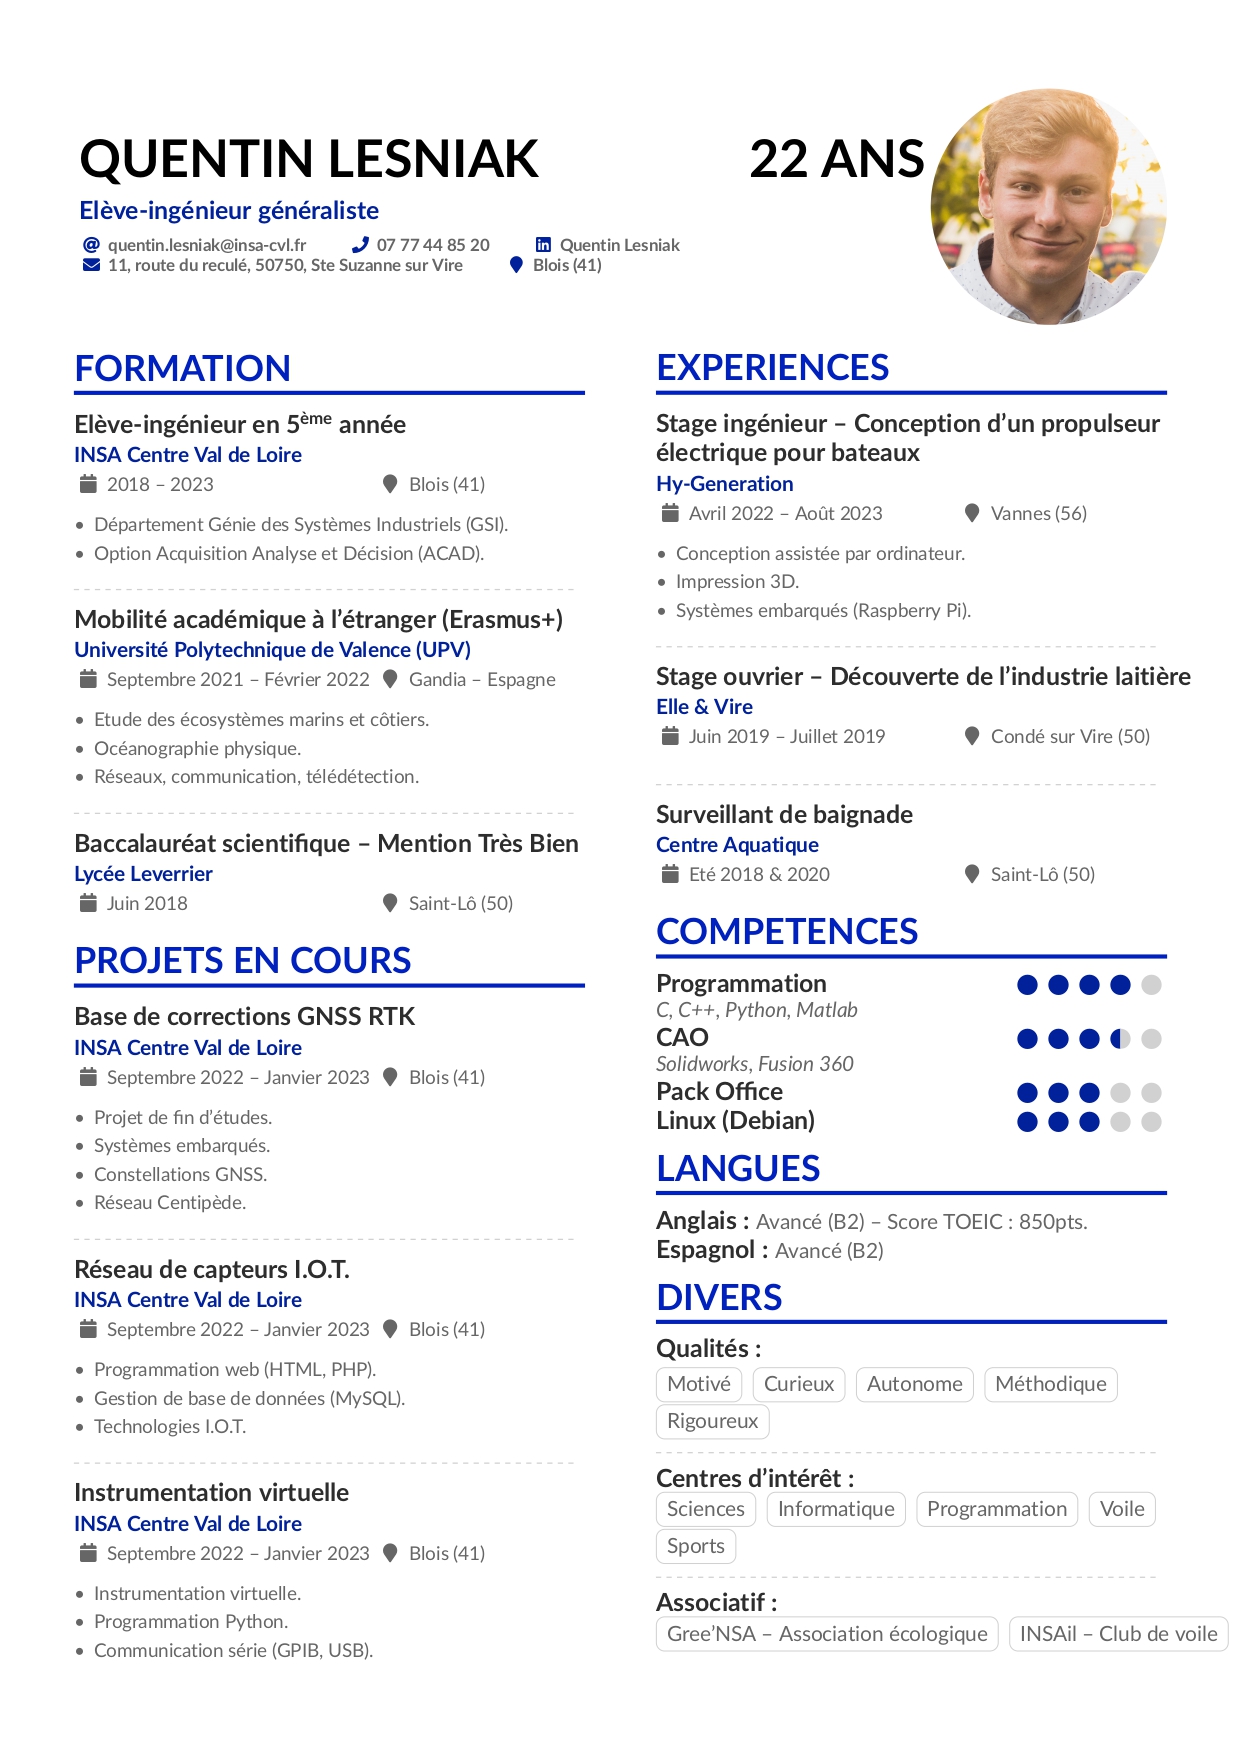 QUENTIN LESNIAK 22 ANS
Elève-ingénieur généraliste
quentin.lesniak@insa-cvl.fr 07 77 44 85 20 Quentin Lesniak
11, route du reculé, 50750, Ste Suzanne sur Vire Blois (41)
FORMATION
Elève-ingénieur en 5ème année
INSA Centre Val de Loire
2018 – 2023 Blois (41)
• Département Génie des Systèmes Industriels (GSI).
• Option Acquisition Analyse et Décision (ACAD).
Mobilité académique à l’étranger (Erasmus+)
Université Polytechnique de Valence (UPV)
Septembre 2021 – Février 2022 Gandia – Espagne
• Etude des écosystèmes marins et côtiers.
• Océanographie physique.
• Réseaux, communication, télédétection.
Baccalauréat scientifique – Mention Très Bien
Lycée Leverrier
Juin 2018 Saint-Lô (50)
PROJETS EN COURS
Base de corrections GNSS RTK
INSA Centre Val de Loire
Septembre 2022 – Janvier 2023 Blois (41)
• Projet de fin d’études.
• Systèmes embarqués.
• Constellations GNSS.
• Réseau Centipède.
Réseau de capteurs I.O.T.
INSA Centre Val de Loire
Septembre 2022 – Janvier 2023 Blois (41)
• Programmation web (HTML, PHP).
• Gestion de base de données (MySQL).
• Technologies I.O.T.
Instrumentation virtuelle
INSA Centre Val de Loire
Septembre 2022 – Janvier 2023 Blois (41)
• Instrumentation virtuelle.
• Programmation Python.
• Communication série (GPIB, USB).
EXPERIENCES
Stage ingénieur – Conception d’un propulseur
électrique pour bateaux
Hy-Generation
Avril 2022 – Août 2023 Vannes (56)
• Conception assistée par ordinateur.
• Impression 3D.
• Systèmes embarqués (Raspberry Pi).
Stage ouvrier – Découverte de l’industrie laitière
Elle & Vire
Juin 2019 – Juillet 2019 Condé sur Vire (50)
Surveillant de baignade
Centre Aquatique
Eté 2018 & 2020 Saint-Lô (50)
COMPETENCES
Programmation
C, C++, Python, Matlab
CAO
Solidworks, Fusion 360
Pack Office
Linux (Debian)
LANGUES
Anglais : Avancé (B2) – Score TOEIC : 850pts.
Espagnol : Avancé (B2)
DIVERS
Qualités :
Motivé Curieux Autonome Méthodique
Rigoureux
Centres d’intérêt :
Sciences Informatique Programmation Voile
Sports
Associatif :
Gree’NSA – Association écologique INSAil – Club de voile